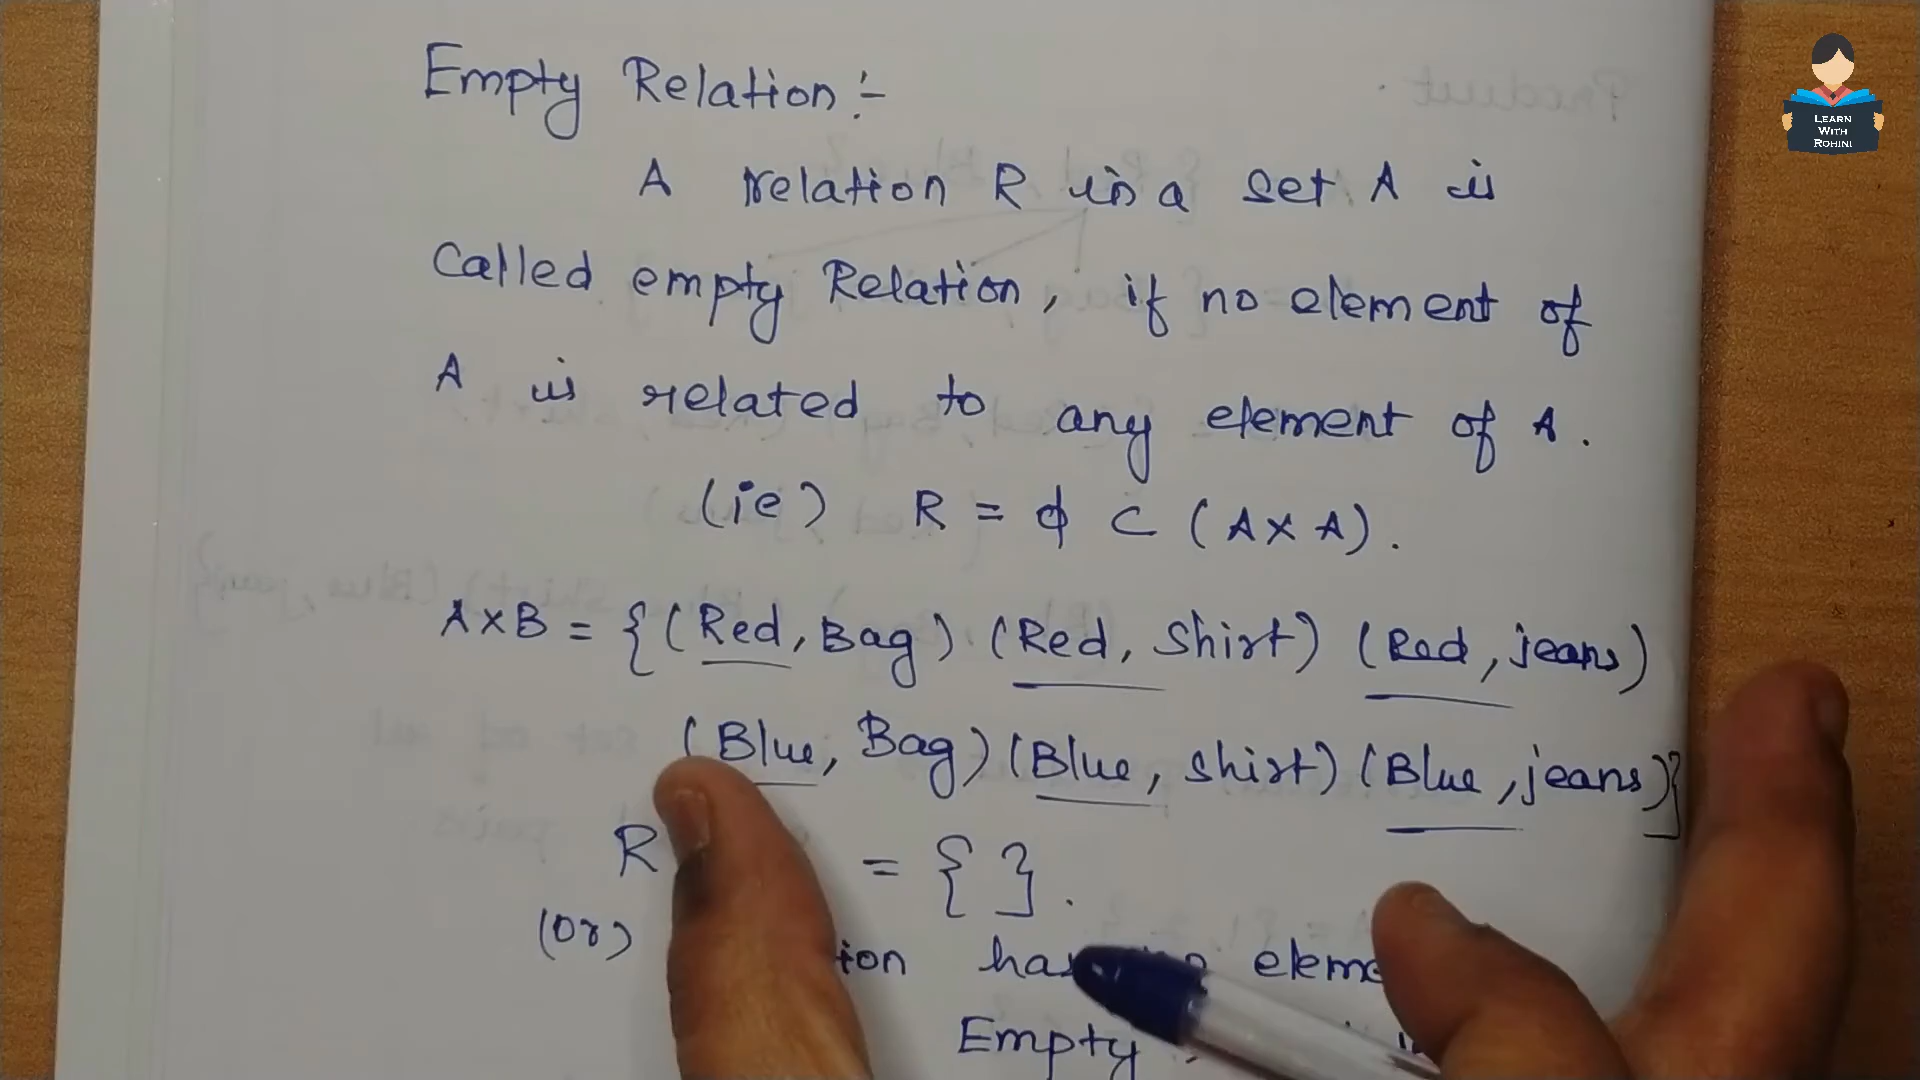 Empty Relation :-
A relation R in a set A is
Called empty Relation, if no element of
A is related to any element of A.
(ie) R = ϕ ⊂ (A × A).
A×B = {(Red, Bag) (Red, Shirt) (Red, jeans)
(Blue, Bag) (Blue, Shirt) (Blue, jeans)}
R = { }.
(Or) has
Empty
LEARN
WITH
ROHINI